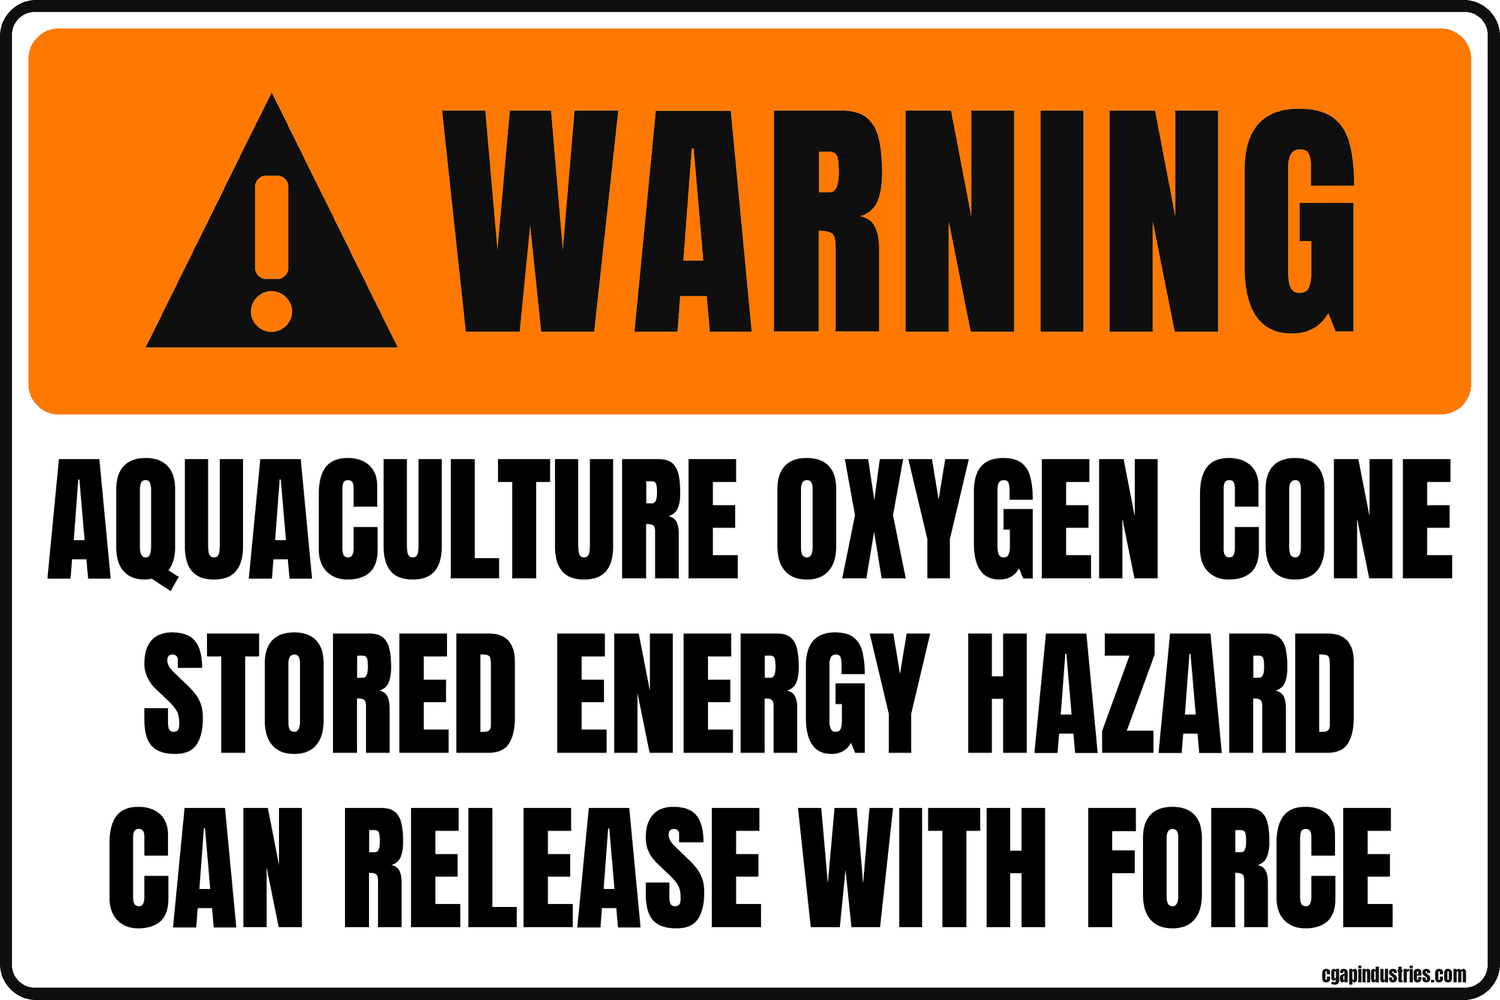 WARNING
AQUACULTURE OXYGEN CONE
STORED ENERGY HAZARD
CAN RELEASE WITH FORCE
cgapindustries.com